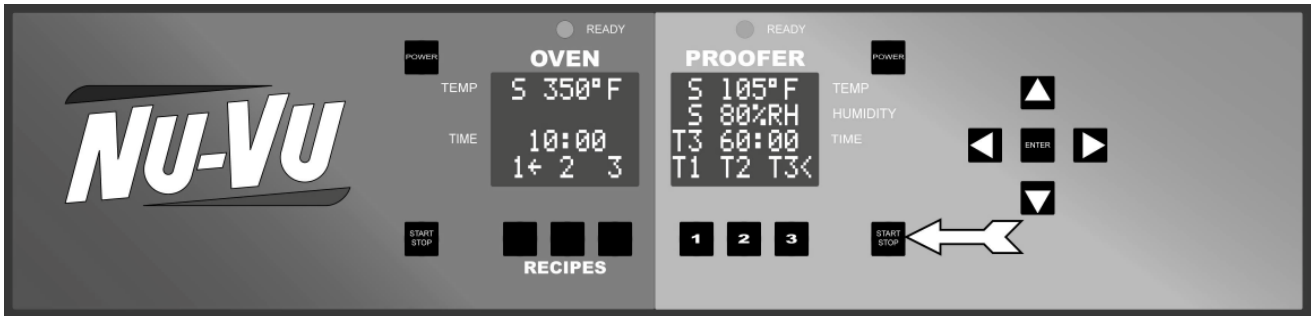 READY
READY
POWER
OVEN
PROOFER
POWER
TEMP
S 350°F
S 105°F
TEMP
S 80%RH
HUMIDITY
NU-VU
TIME
10:00
T3 60:00
TIME
ENTER
1← 2 3
T1 T2 T3<
START
STOP
1
2
3
START
STOP
RECIPES